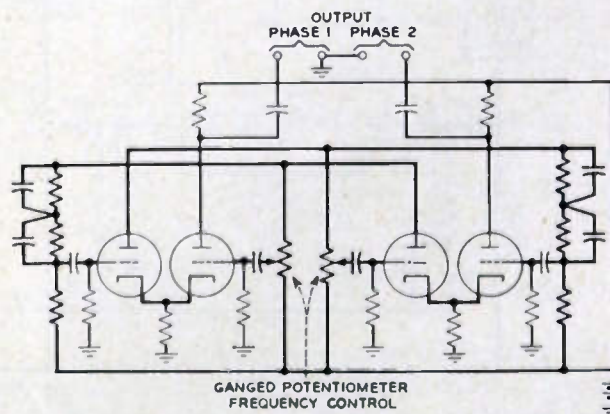 OUTPUT
PHASE 1 PHASE 2
GANGED POTENTIOMETER
FREQUENCY CONTROL